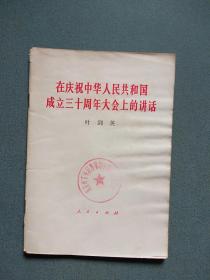 在庆祝中华人民共和国
成立三十周年大会上的讲话
叶剑英
人民出版社